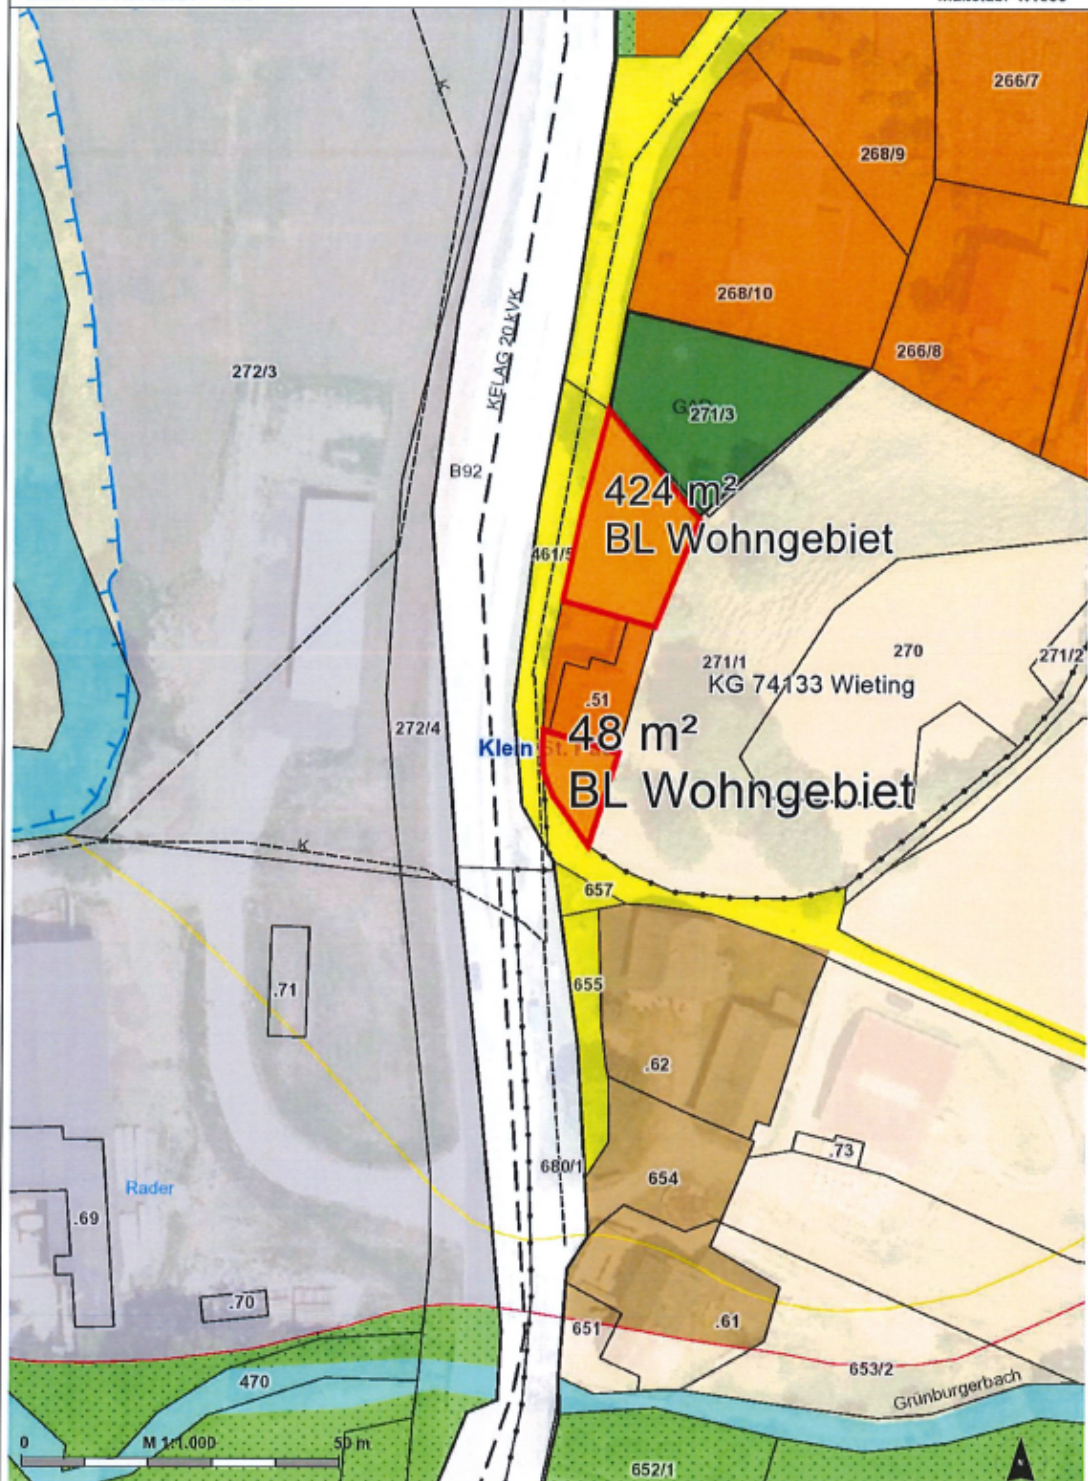 K
K
266/7
268/9
268/10
KELAG 20 kVK
266/8
272/3
271/3
B92
424 m²
BL Wohngebiet
461/5
270
271/1
271/2
KG 74133 Wieting
.51
272/4
48 m²
Klein St.
BL Wohngebiet
K
657
.71
655
.62
680/1
.73
654
Rader
.69
.70
651
.61
653/2
470
Grünburgerbach
0 M 1:1.000 50 m
652/1